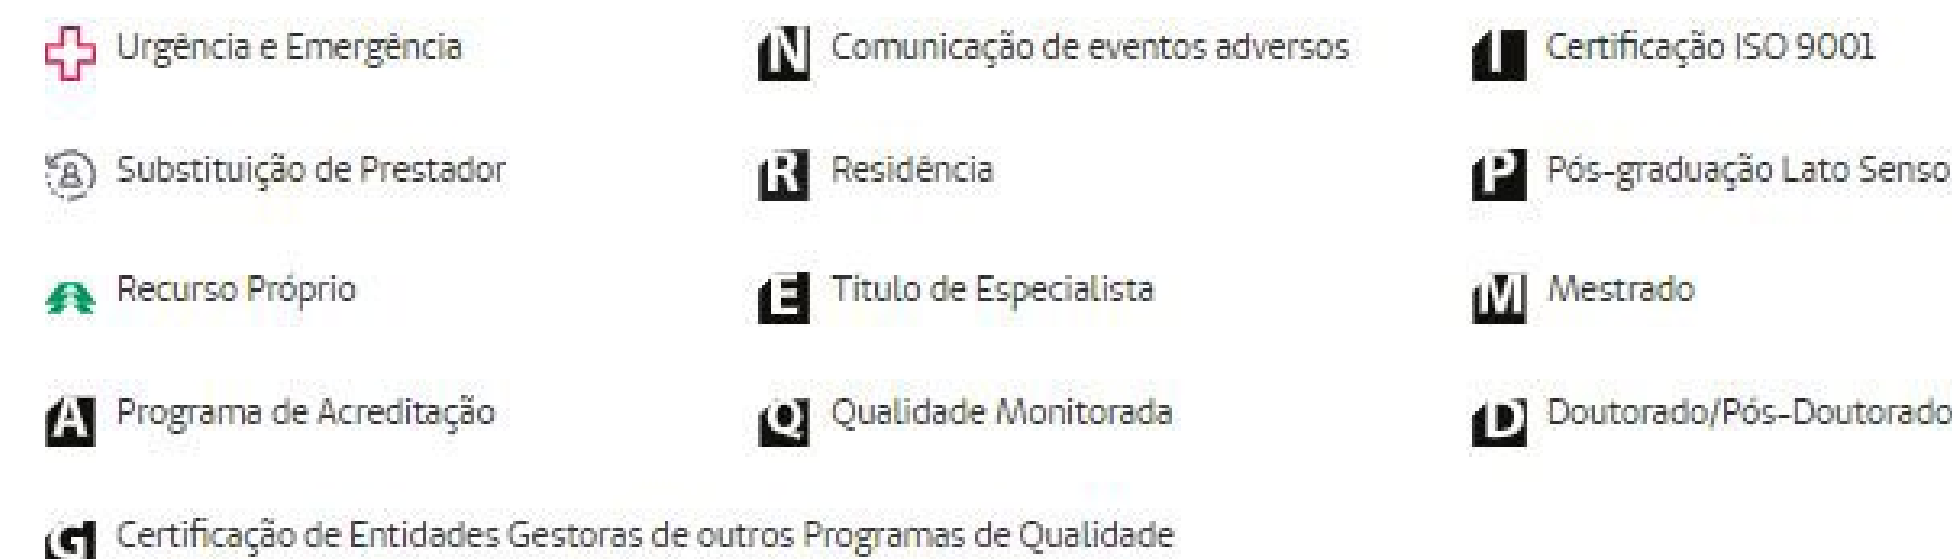 Urgência e Emergência
N Comunicação de eventos adversos
I Certificação ISO 9001
Substituição de Prestador
R Residência
P Pós-graduação Lato Senso
Recurso Próprio
E Título de Especialista
M Mestrado
A Programa de Acreditação
Q Qualidade Monitorada
D Doutorado/Pós-Doutorado
G Certificação de Entidades Gestoras de outros Programas de Qualidade